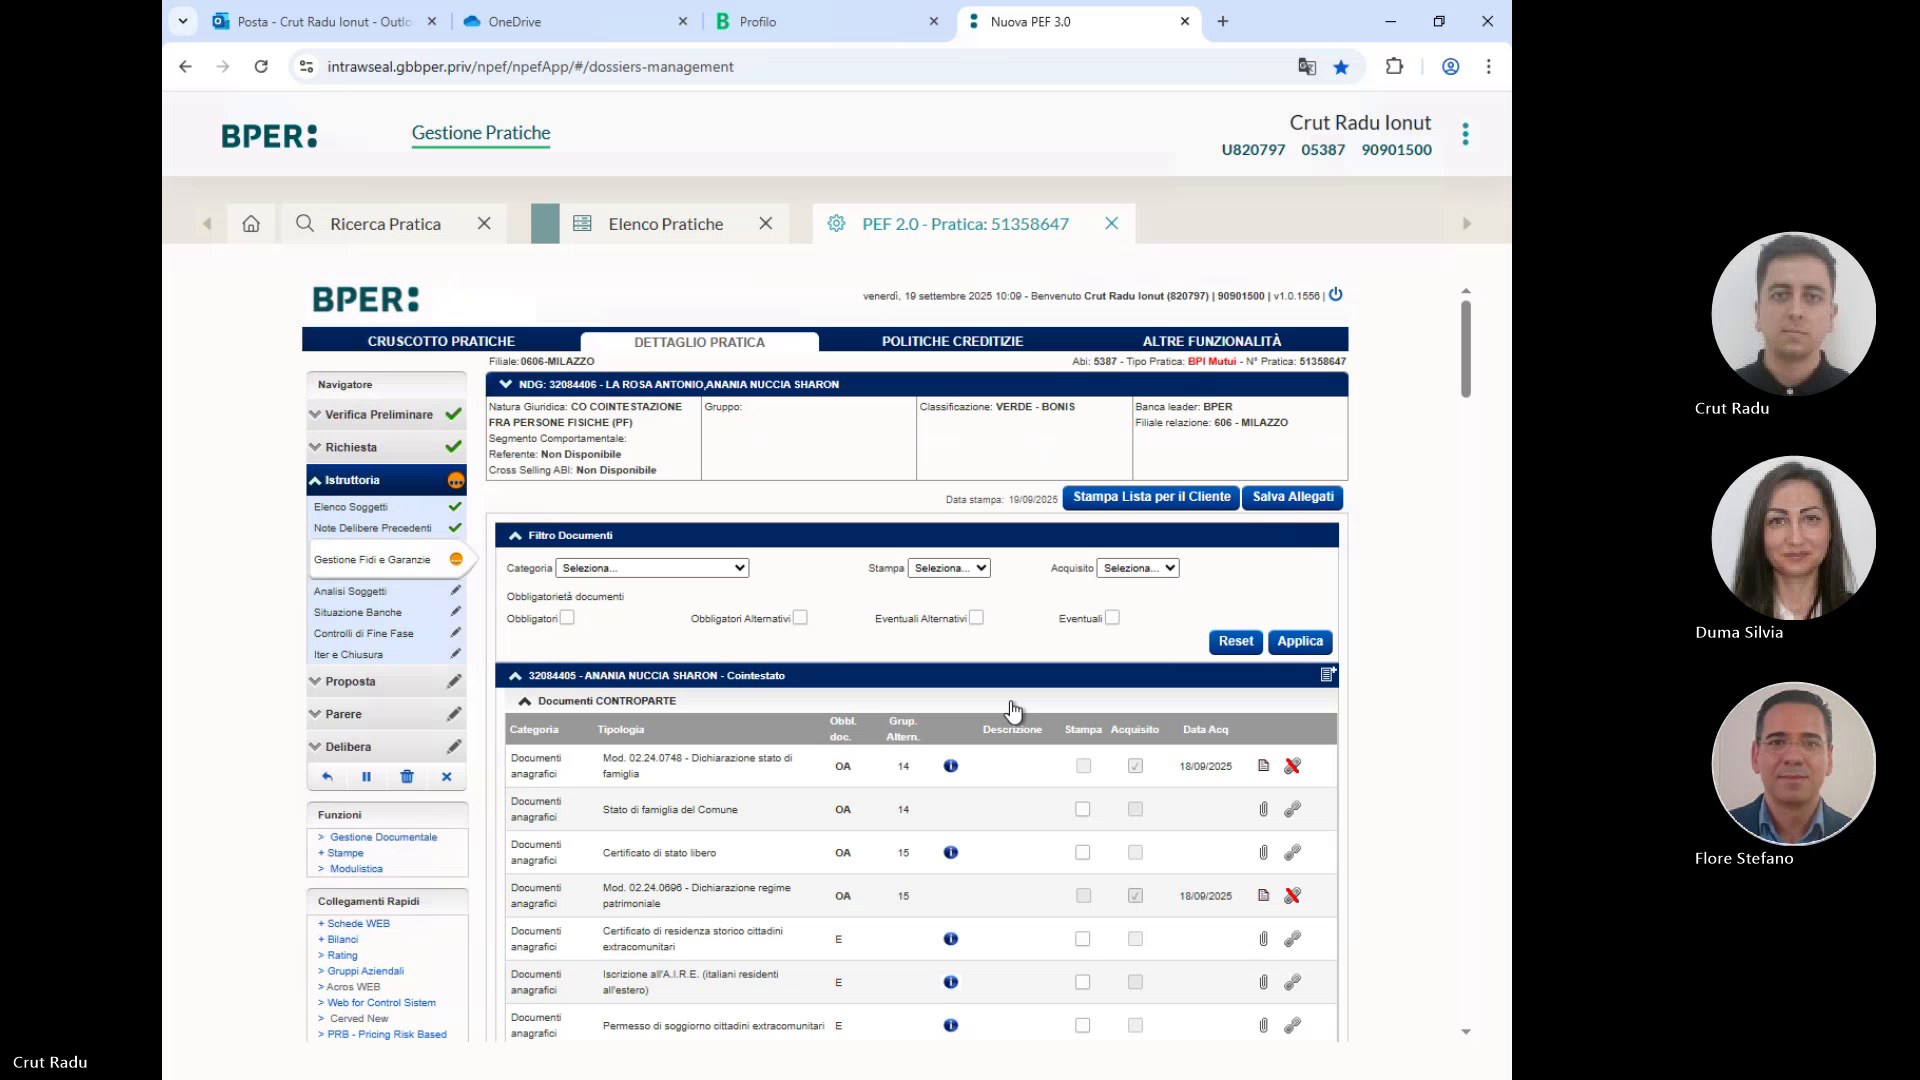 Posta - Crut Radu Ionut - Outlo
OneDrive
Profilo
Nuova PEF 3.0
intrawseal.gbbper.priv/npef/npefApp/#/dossiers-management
BPER:
Gestione Pratiche
Crut Radu Ionut
U820797 05387 90901500
Ricerca Pratica
Elenco Pratiche
PEF 2.0 - Pratica: 51358647
BPER:
venerdì, 19 settembre 2025 10:09 - Benvenuto Crut Radu Ionut (820797) | 90901500 | v1.0.1556 |
CRUSCOTTO PRATICHE
DETTAGLIO PRATICA
POLITICHE CREDITIZIE
ALTRE FUNZIONALITÀ
Filiale: 0606-MILAZZO
Abi: 5387 - Tipo Pratica: BPI Mutui - N° Pratica: 51358647
Navigatore
Verifica Preliminare
Richiesta
Istruttoria
Elenco Soggetti
Note Delibere Precedenti
Gestione Fidi e Garanzie
Analisi Soggetti
Situazione Banche
Controlli di Fine Fase
Iter e Chiusura
Proposta
Parere
Delibera
Funzioni
> Gestione Documentale
+ Stampe
> Modulistica
Collegamenti Rapidi
+ Schede WEB
+ Bilanci
> Rating
> Gruppi Aziendali
> Acros WEB
> Web for Control Sistem
> Cerved New
> PRB - Pricing Risk Based
NDG: 32084406 - LA ROSA ANTONIO,ANANIA NUCCIA SHARON
Natura Giuridica: CO COINTESTAZIONE
FRA PERSONE FISICHE (PF)
Segmento Comportamentale:
Referente: Non Disponibile
Cross Selling ABI: Non Disponibile
Gruppo:
Classificazione: VERDE - BONIS
Banca leader: BPER
Filiale relazione: 606 - MILAZZO
Data stampa: 19/09/2025
Stampa Lista per il Cliente
Salva Allegati
Filtro Documenti
Categoria Seleziona...
Stampa Seleziona...
Acquisito Seleziona...
Obbligatorietà documenti
Obbligatori
Obbligatori Alternativi
Eventuali Alternativi
Eventuali
Reset
Applica
32084405 - ANANIA NUCCIA SHARON - Cointestato
Documenti CONTROPARTE
Categoria Tipologia Obbl. doc. Grup. Altern. Descrizione Stampa Acquisito Data Acq
Documenti anagrafici Mod. 02.24.0748 - Dichiarazione stato di famiglia OA 14 18/09/2025
Documenti anagrafici Stato di famiglia del Comune OA 14
Documenti anagrafici Certificato di stato libero OA 15
Documenti anagrafici Mod. 02.24.0696 - Dichiarazione regime patrimoniale OA 15 18/09/2025
Documenti anagrafici Certificato di residenza storico cittadini extracomunitari E
Documenti anagrafici Iscrizione all'A.I.R.E. (italiani residenti all'estero) E
Documenti anagrafici Permesso di soggiorno cittadini extracomunitari E
Crut Radu
Duma Silvia
Flore Stefano
Crut Radu